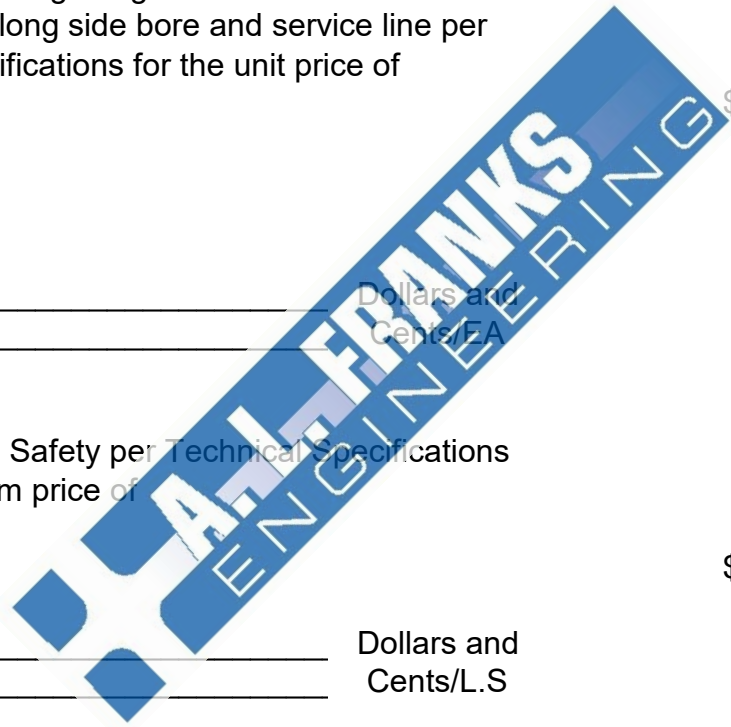 long side bore and service line per
ifications for the unit price of
$
Dollars and
Cents/EA
Safety per Technical Specifications
m price of
$
Dollars and
Cents/L.S
A.I. FRANKS
ENGINEERING